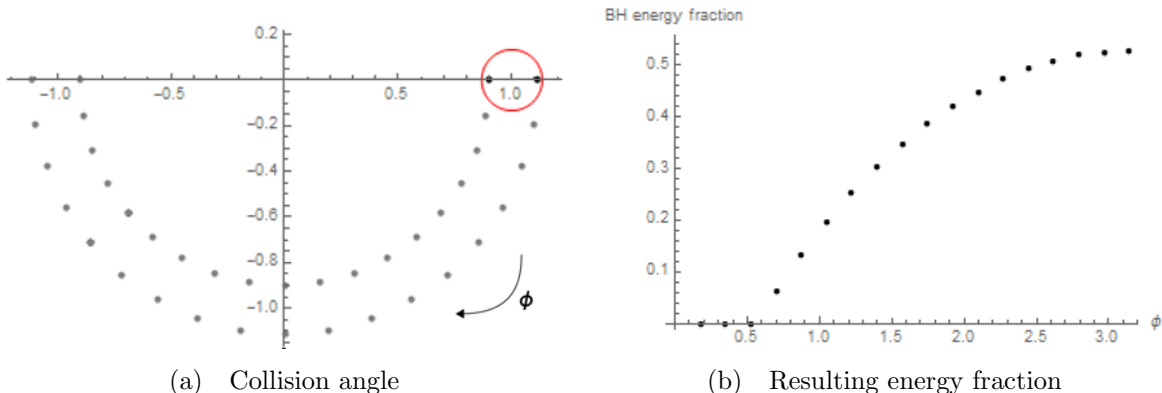 BH energy fraction
0.2
-1.0 -0.5 0.5 1.0
-0.2
-0.4
-0.6
-0.8
-1.0
ϕ
0.5
0.4
0.3
0.2
0.1
0.5 1.0 1.5 2.0 2.5 3.0 ϕ
(a) Collision angle
(b) Resulting energy fraction